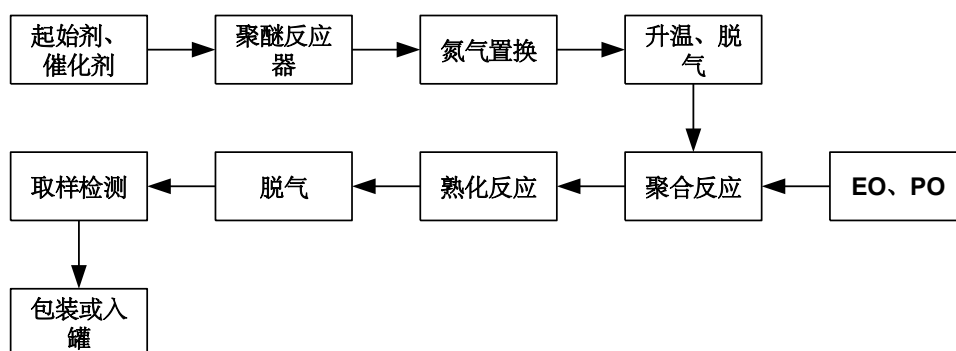 起始剂、
催化剂
聚醚反应
器
氮气置换
升温、脱
气
取样检测
脱气
熟化反应
聚合反应
EO、PO
包装或入
罐